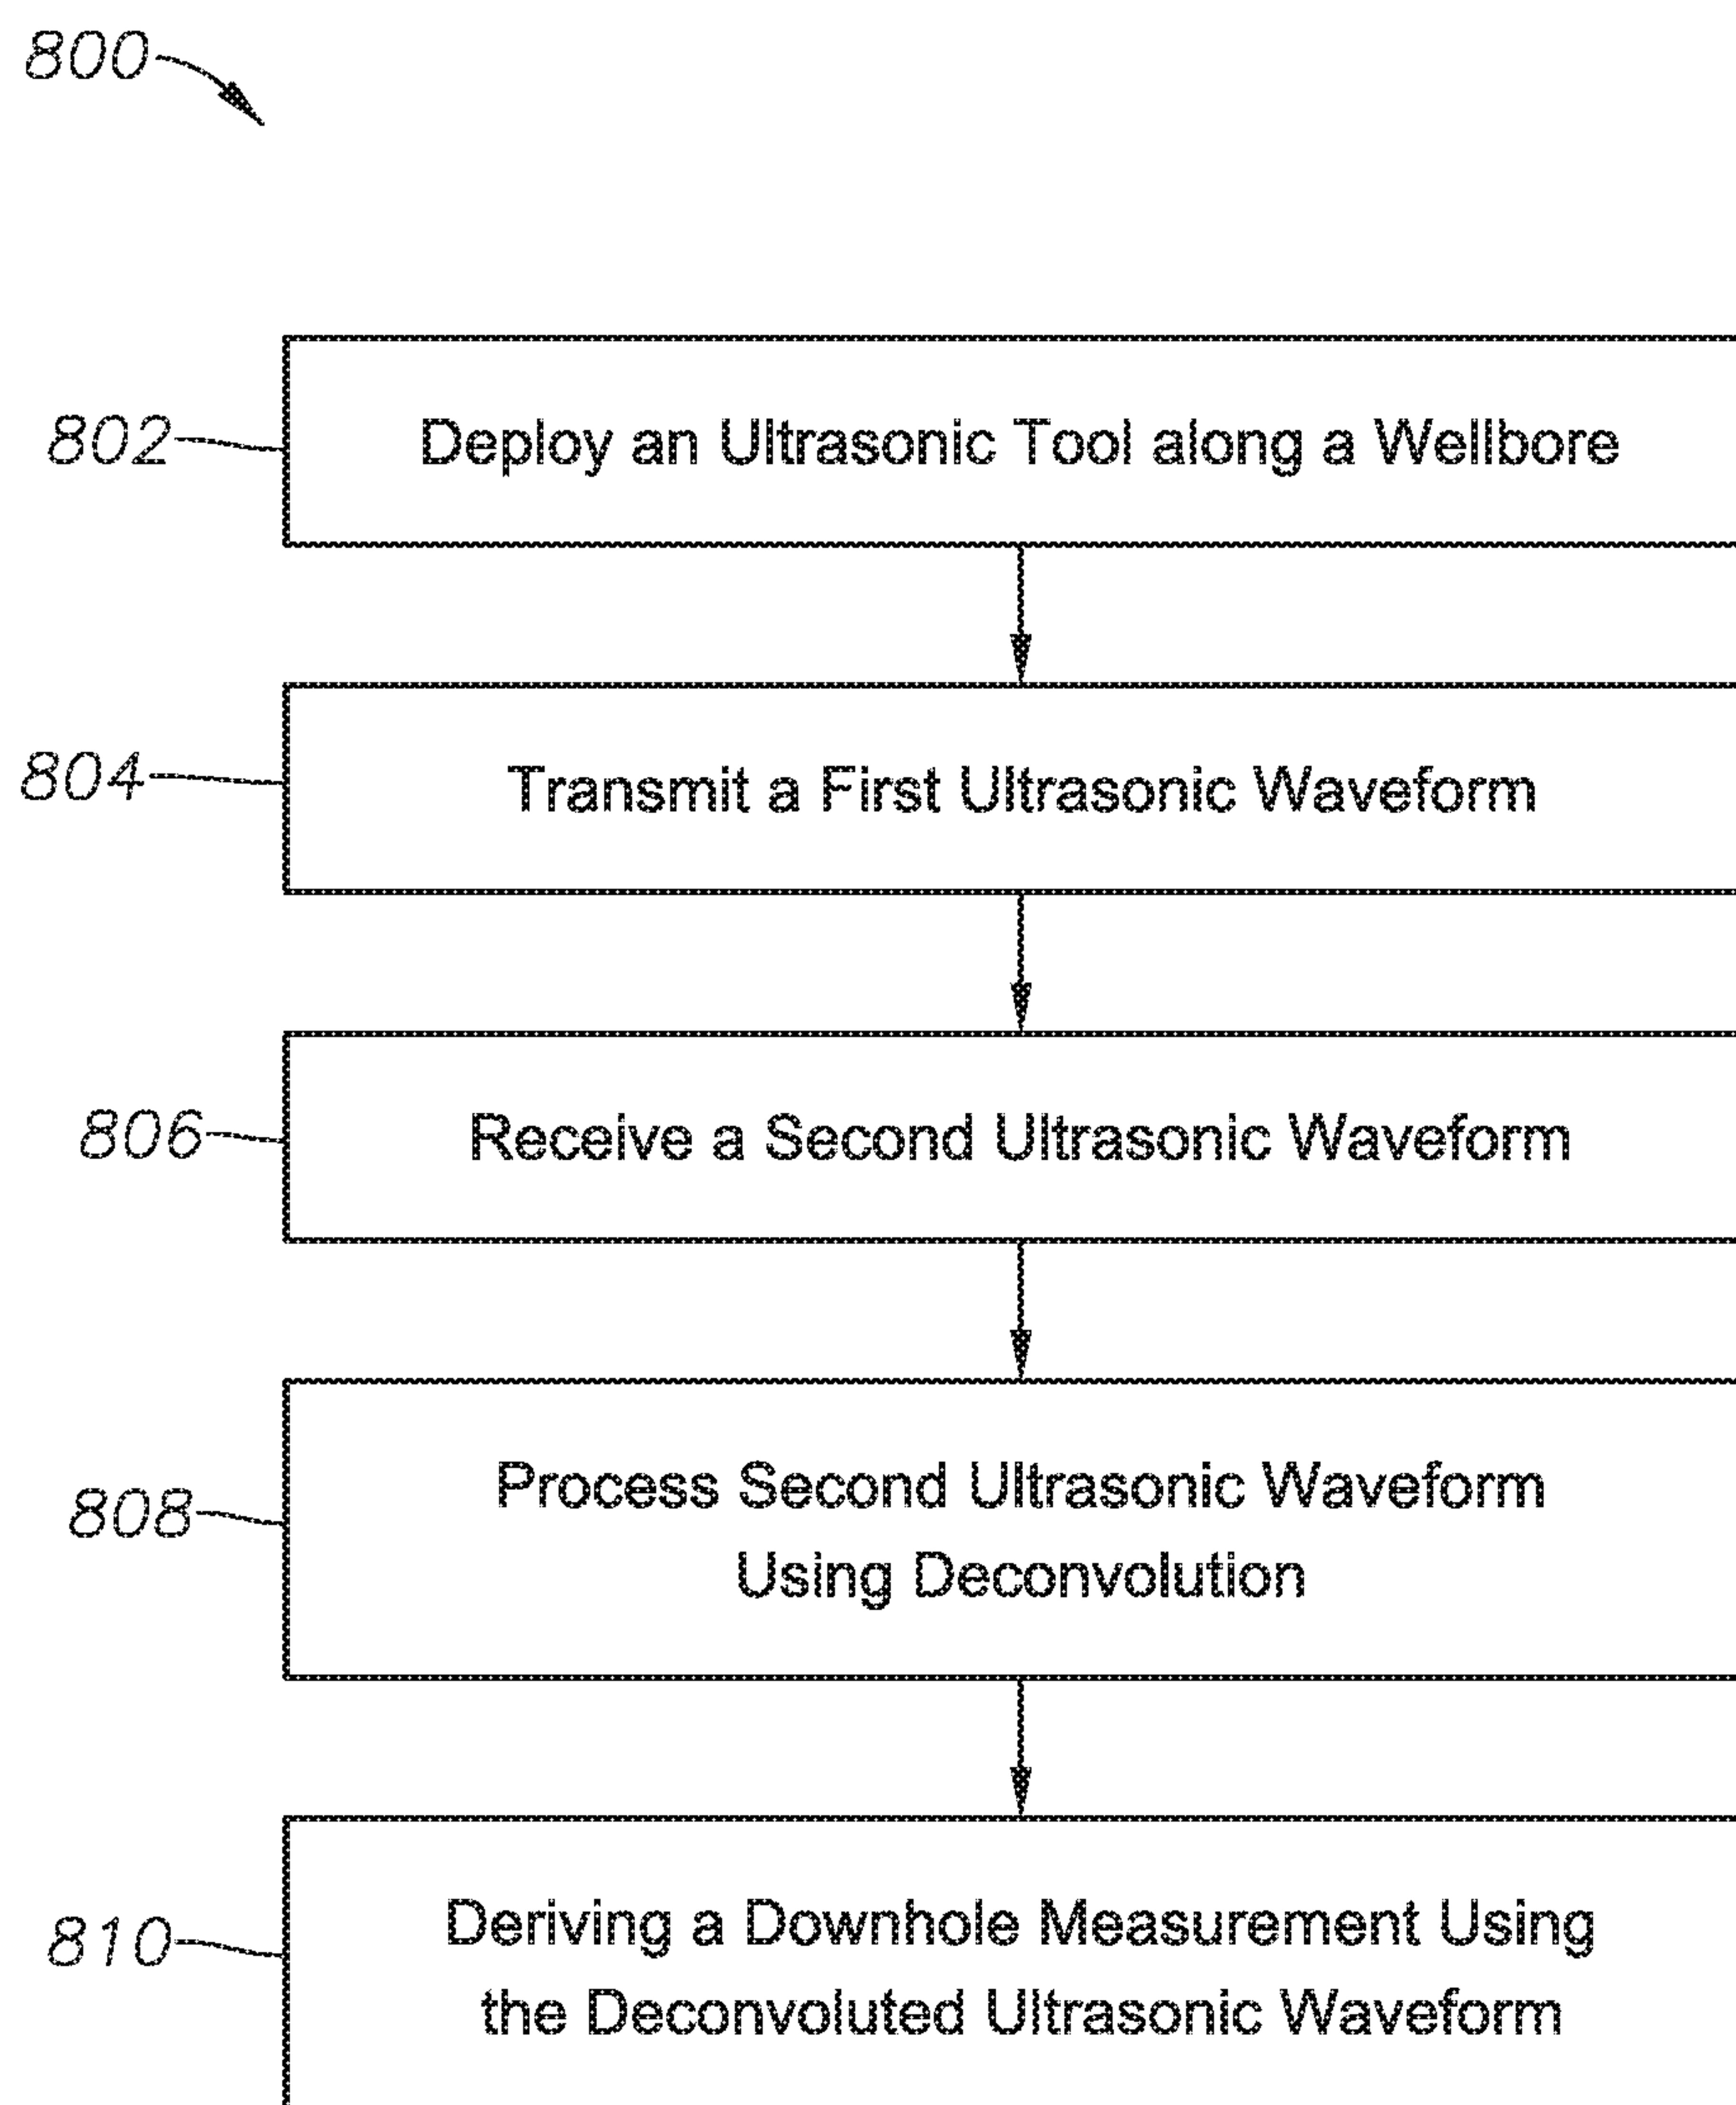 800
802
Deploy an Ultrasonic Tool along a Wellbore
804
Transmit a First Ultrasonic Waveform
806
Receive a Second Ultrasonic Waveform
808
Process Second Ultrasonic Waveform
Using Deconvolution
810
Deriving a Downhole Measurement Using
the Deconvoluted Ultrasonic Waveform